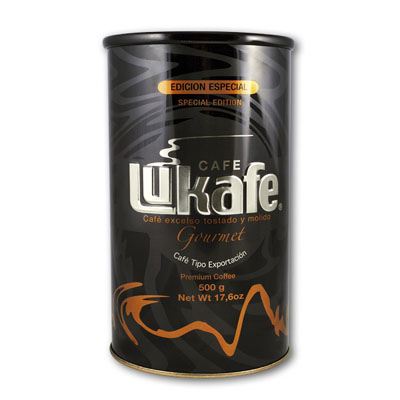 EDICION ESPECIAL
SPECIAL EDITION
CAFE
Lukafe®
Café excelso tostado y molido
Gourmet
Café Tipo Exportación
Premium Coffee
500 g
Net Wt 17,6oz